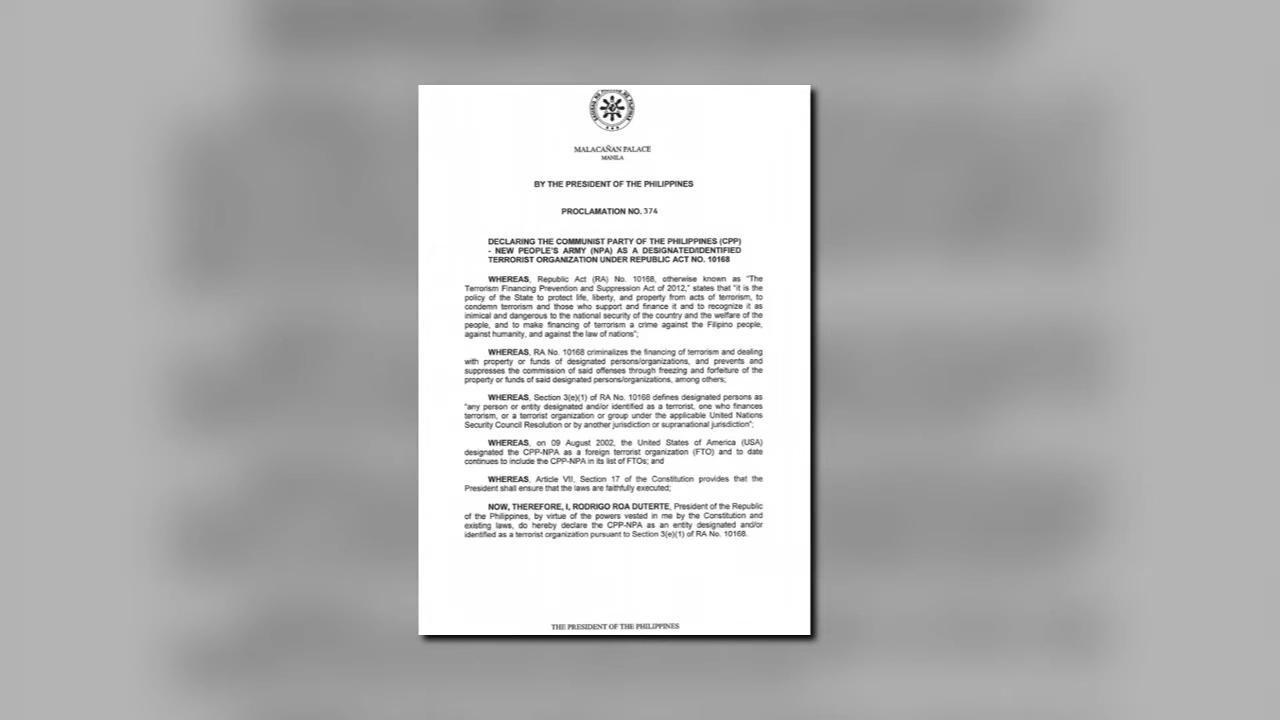 MALACAÑAN PALACE
MANILA
BY THE PRESIDENT OF THE PHILIPPINES
PROCLAMATION NO. 374
DECLARING THE COMMUNIST PARTY OF THE PHILIPPINES (CPP)
- NEW PEOPLE'S ARMY (NPA) AS A DESIGNATED/IDENTIFIED
TERRORIST ORGANIZATION UNDER REPUBLIC ACT NO. 10168
WHEREAS, Republic Act (RA) No. 10168, otherwise known as "The
Terrorism Financing Prevention and Suppression Act of 2012," states that "it is the
policy of the State to protect life, liberty, and property from acts of terrorism, to
condemn terrorism and those who support and finance it and to recognize it as
inimical and dangerous to the national security of the country and the welfare of the
people, and to make financing of terrorism a crime against the Filipino people,
against humanity, and against the law of nations";
WHEREAS, RA No. 10168 criminalizes the financing of terrorism and dealing
with property or funds of designated persons/organizations, and prevents and
suppresses the commission of said offenses through freezing and forfeiture of the
property or funds of said designated persons/organizations, among others;
WHEREAS, Section 3(e)(1) of RA No. 10168 defines designated persons as
"any person or entity designated and/or identified as a terrorist, one who finances
terrorism, or a terrorist organization or group under the applicable United Nations
Security Council Resolution or by another jurisdiction or supranational jurisdiction";
WHEREAS, on 09 August 2002, the United States of America (USA)
designated the CPP-NPA as a foreign terrorist organization (FTO) and to date
continues to include the CPP-NPA in its list of FTOs; and
WHEREAS, Article VII, Section 17 of the Constitution provides that the
President shall ensure that the laws are faithfully executed;
NOW, THEREFORE, I, RODRIGO ROA DUTERTE, President of the Republic
of the Philippines, by virtue of the powers vested in me by the Constitution and
existing laws, do hereby declare the CPP-NPA as an entity designated and/or
identified as a terrorist organization pursuant to Section 3(e)(1) of RA No. 10168.
THE PRESIDENT OF THE PHILIPPINES